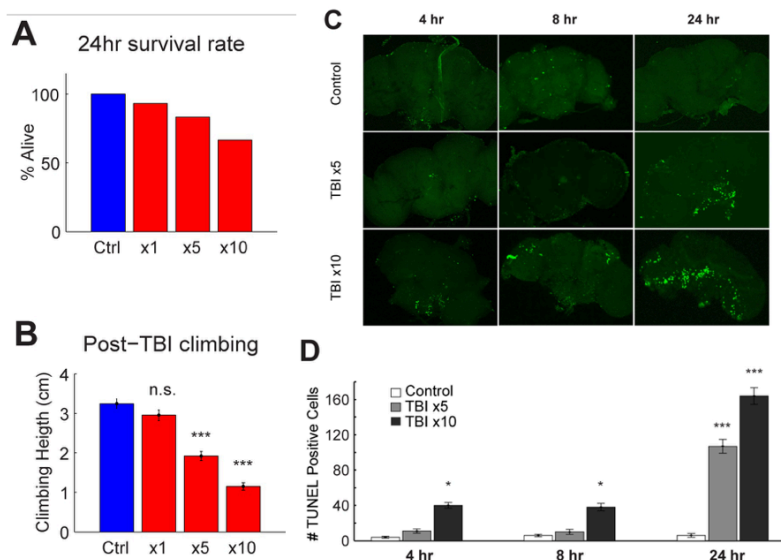 A
24hr survival rate
100
50
0
% Alive
Ctrl x1 x5 x10
B
Post-TBI climbing
4
3
2
1
0
Climbing Heigth (cm)
n.s.
***
***
Ctrl x1 x5 x10
C
4 hr 8 hr 24 hr
Control
TBI x5
TBI x10
D
Control
TBI x5
TBI x10
160
120
80
40
0
# TUNEL Positive Cells
*
*
***
***
4 hr 8 hr 24 hr